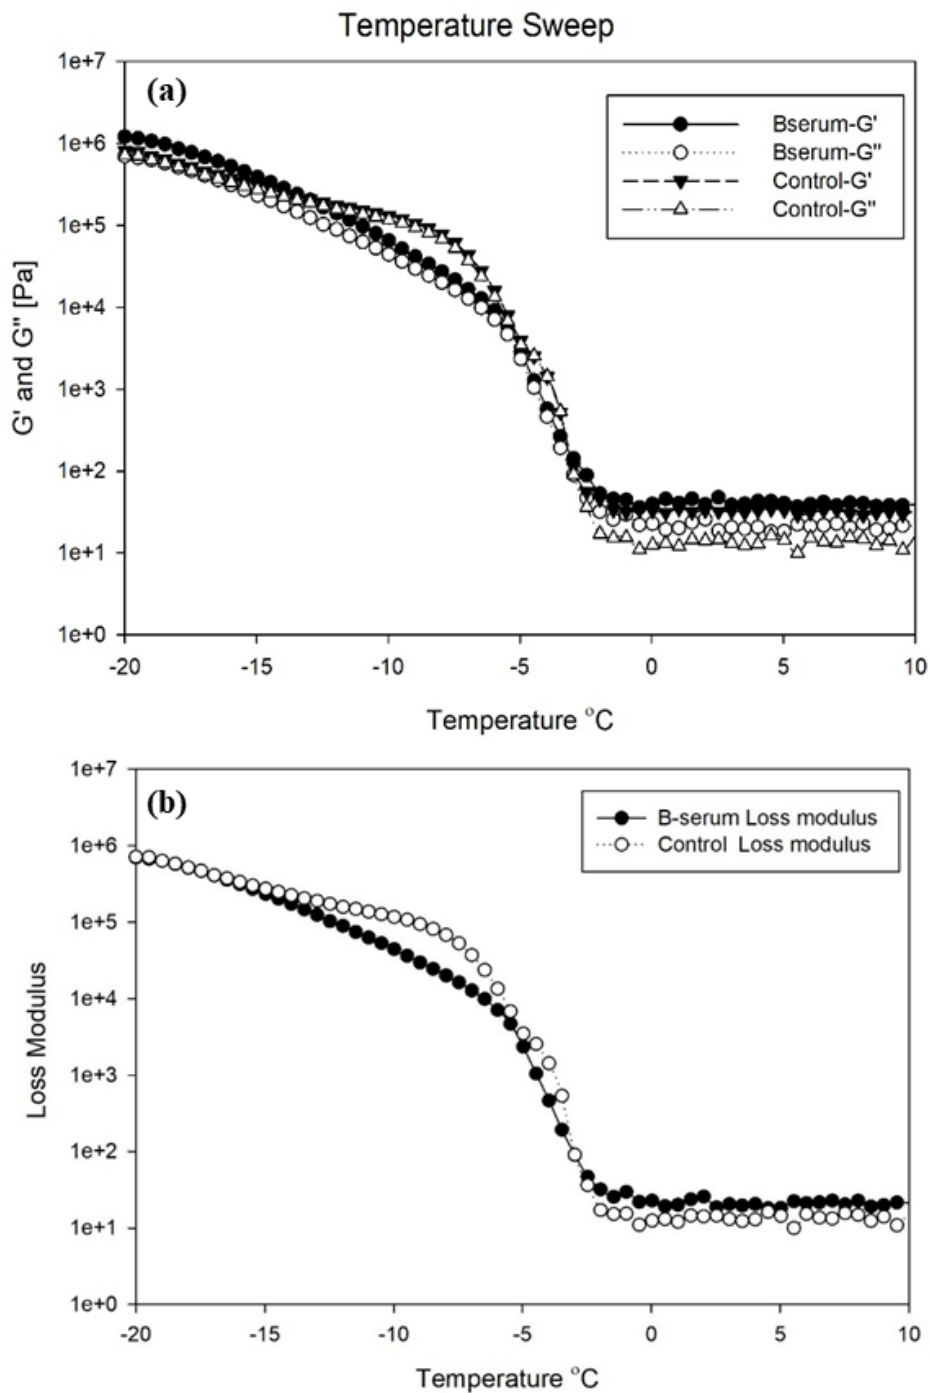 Temperature Sweep
(a)
1e+7
1e+6
1e+5
1e+4
1e+3
1e+2
1e+1
1e+0
G' and G" [Pa]
Bserum-G'
Bserum-G"
Control-G'
Control-G"
-20 -15 -10 -5 0 5 10
Temperature °C
(b)
1e+7
1e+6
1e+5
1e+4
1e+3
1e+2
1e+1
1e+0
Loss Modulus
B-serum Loss modulus
Control Loss modulus
-20 -15 -10 -5 0 5 10
Temperature °C